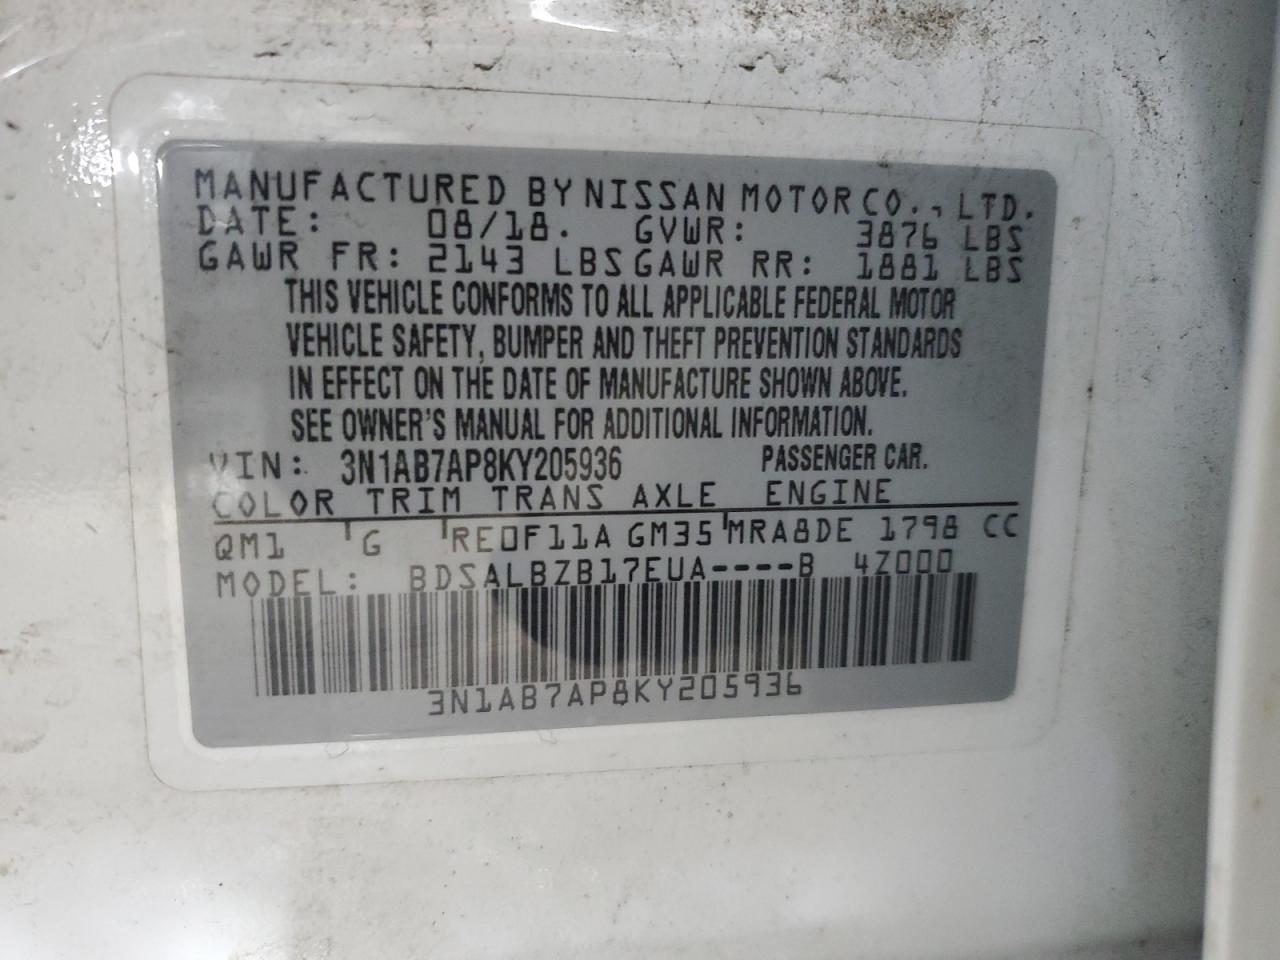 MANUFACTURED BY NISSAN MOTOR CO., LTD.
DATE: 08/18. GVWR: 3876 LBS
GAWR FR: 2143 LBS GAWR RR: 1881 LBS
THIS VEHICLE CONFORMS TO ALL APPLICABLE FEDERAL MOTOR
VEHICLE SAFETY, BUMPER AND THEFT PREVENTION STANDARDS
IN EFFECT ON THE DATE OF MANUFACTURE SHOWN ABOVE.
SEE OWNER'S MANUAL FOR ADDITIONAL INFORMATION.
VIN: 3N1AB7AP8KY205936 PASSENGER CAR.
COLOR TRIM TRANS AXLE ENGINE
QM1 G RE0F11A GM35 MRA8DE 1798 CC
MODEL: BDSALBZB17EUA----B 4Z000
3N1AB7AP8KY205936